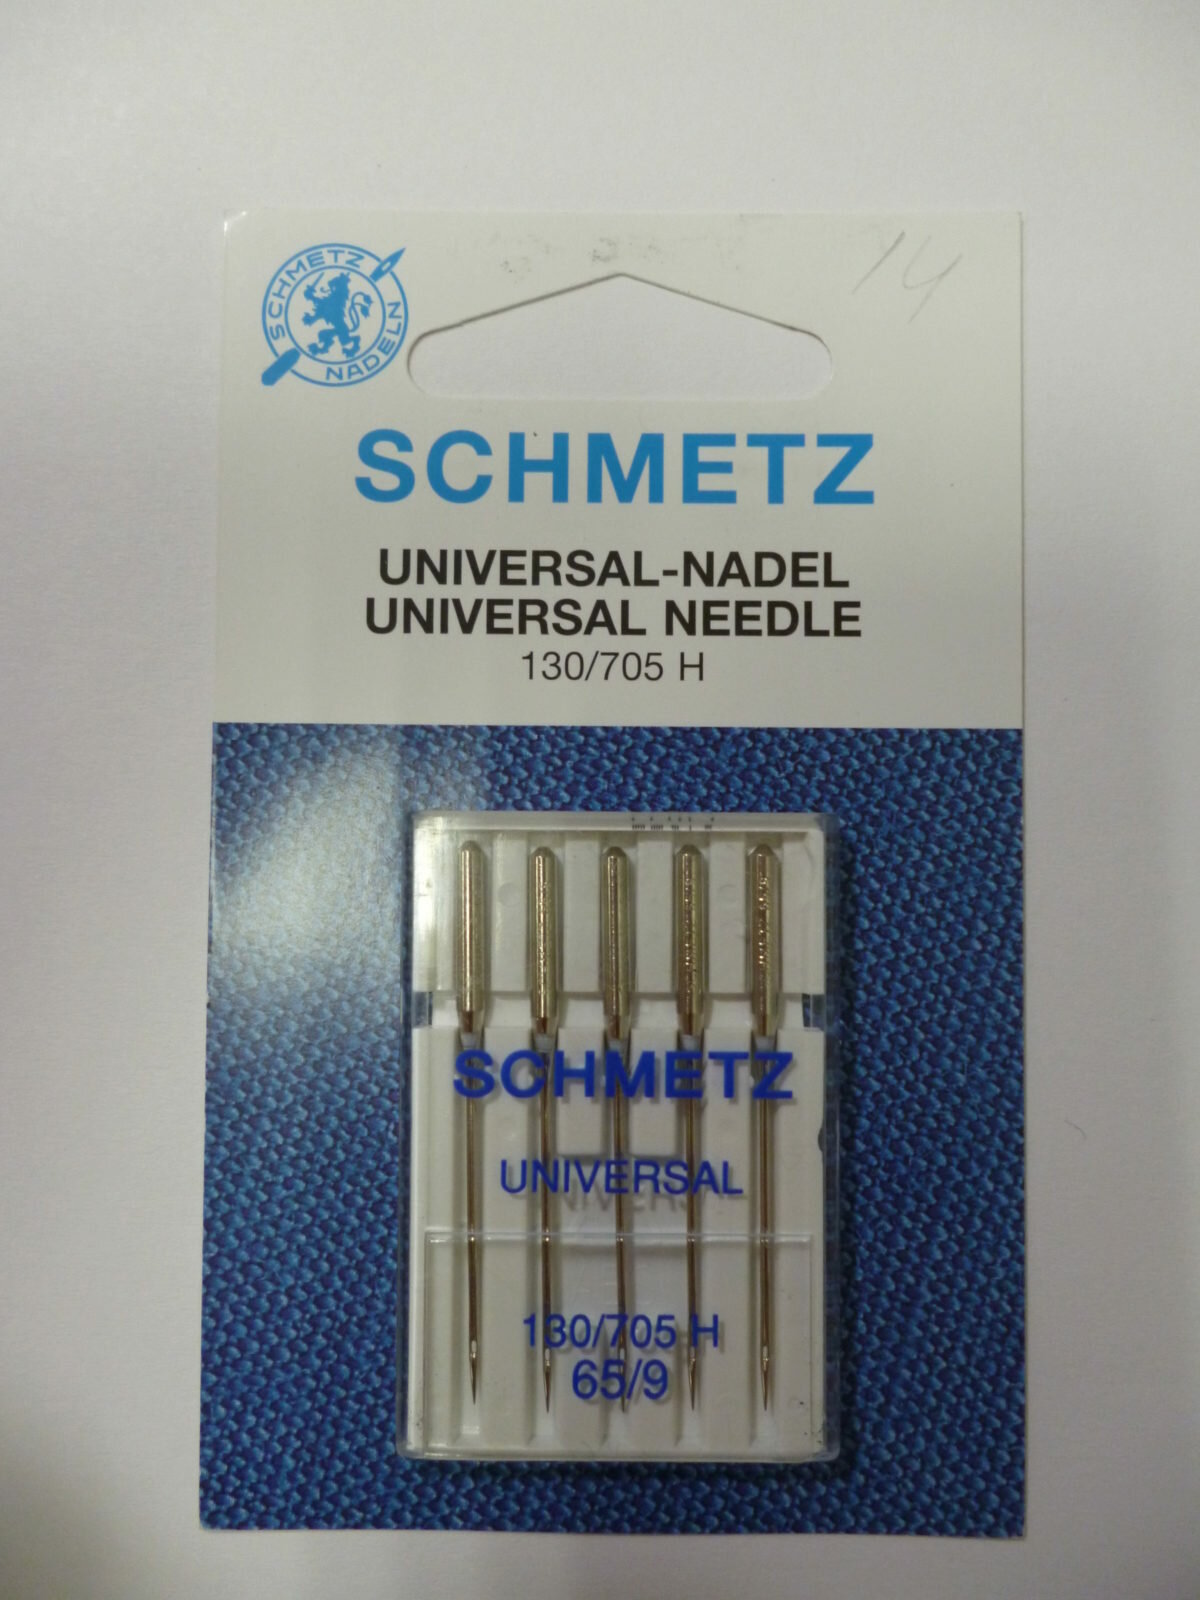 SCHMETZ
NADELN
14
SCHMETZ
UNIVERSAL-NADEL
UNIVERSAL NEEDLE
130/705 H
SCHMETZ
UNIVERSAL
130/705 H
65/9